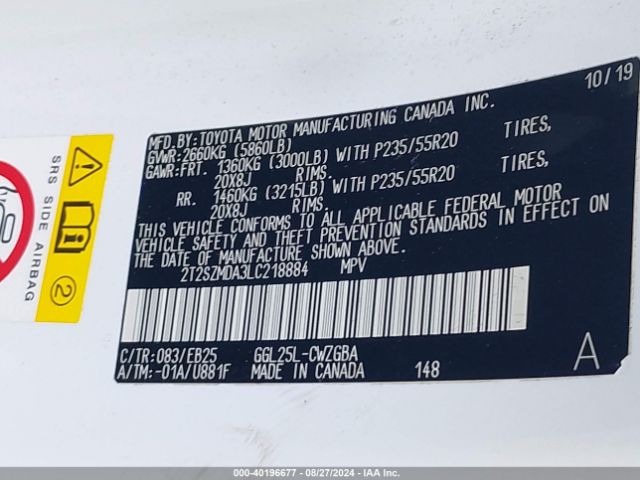 10/19
MFD. BY: TOYOTA MOTOR MANUFACTURING CANADA INC.
GVWR: 2660KG (5860LB)
GAWR: FRT. 1360KG (3000LB) WITH P235/55R20 TIRES,
20X8J RIMS.
RR. 1460KG (3215LB) WITH P235/55R20 TIRES,
20X8J RIMS.
THIS VEHICLE CONFORMS TO ALL APPLICABLE FEDERAL MOTOR
VEHICLE SAFETY AND THEFT PREVENTION STANDARDS IN EFFECT ON
THE DATE OF MANUFACTURE SHOWN ABOVE.
2T2SZMDA3LC218884 MPV
C/TR: 083/EB25 GGL25L-CWZGBA
A/TM: -01A/U881F MADE IN CANADA 148
A
SRS SIDE AIRBAG
2
000-40196677 - 08/27/2024 - IAA Inc.